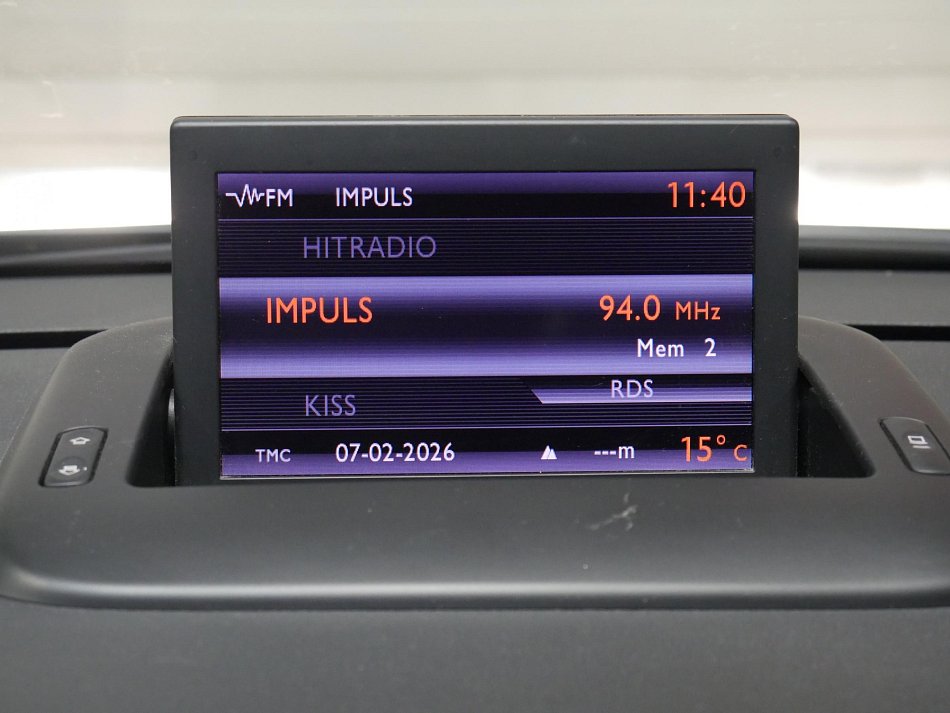 FM IMPULS 11:40
HITRADIO
IMPULS 94.0 MHz
Mem 2
RDS
KISS
TMC 07-02-2026 ---m 15° C